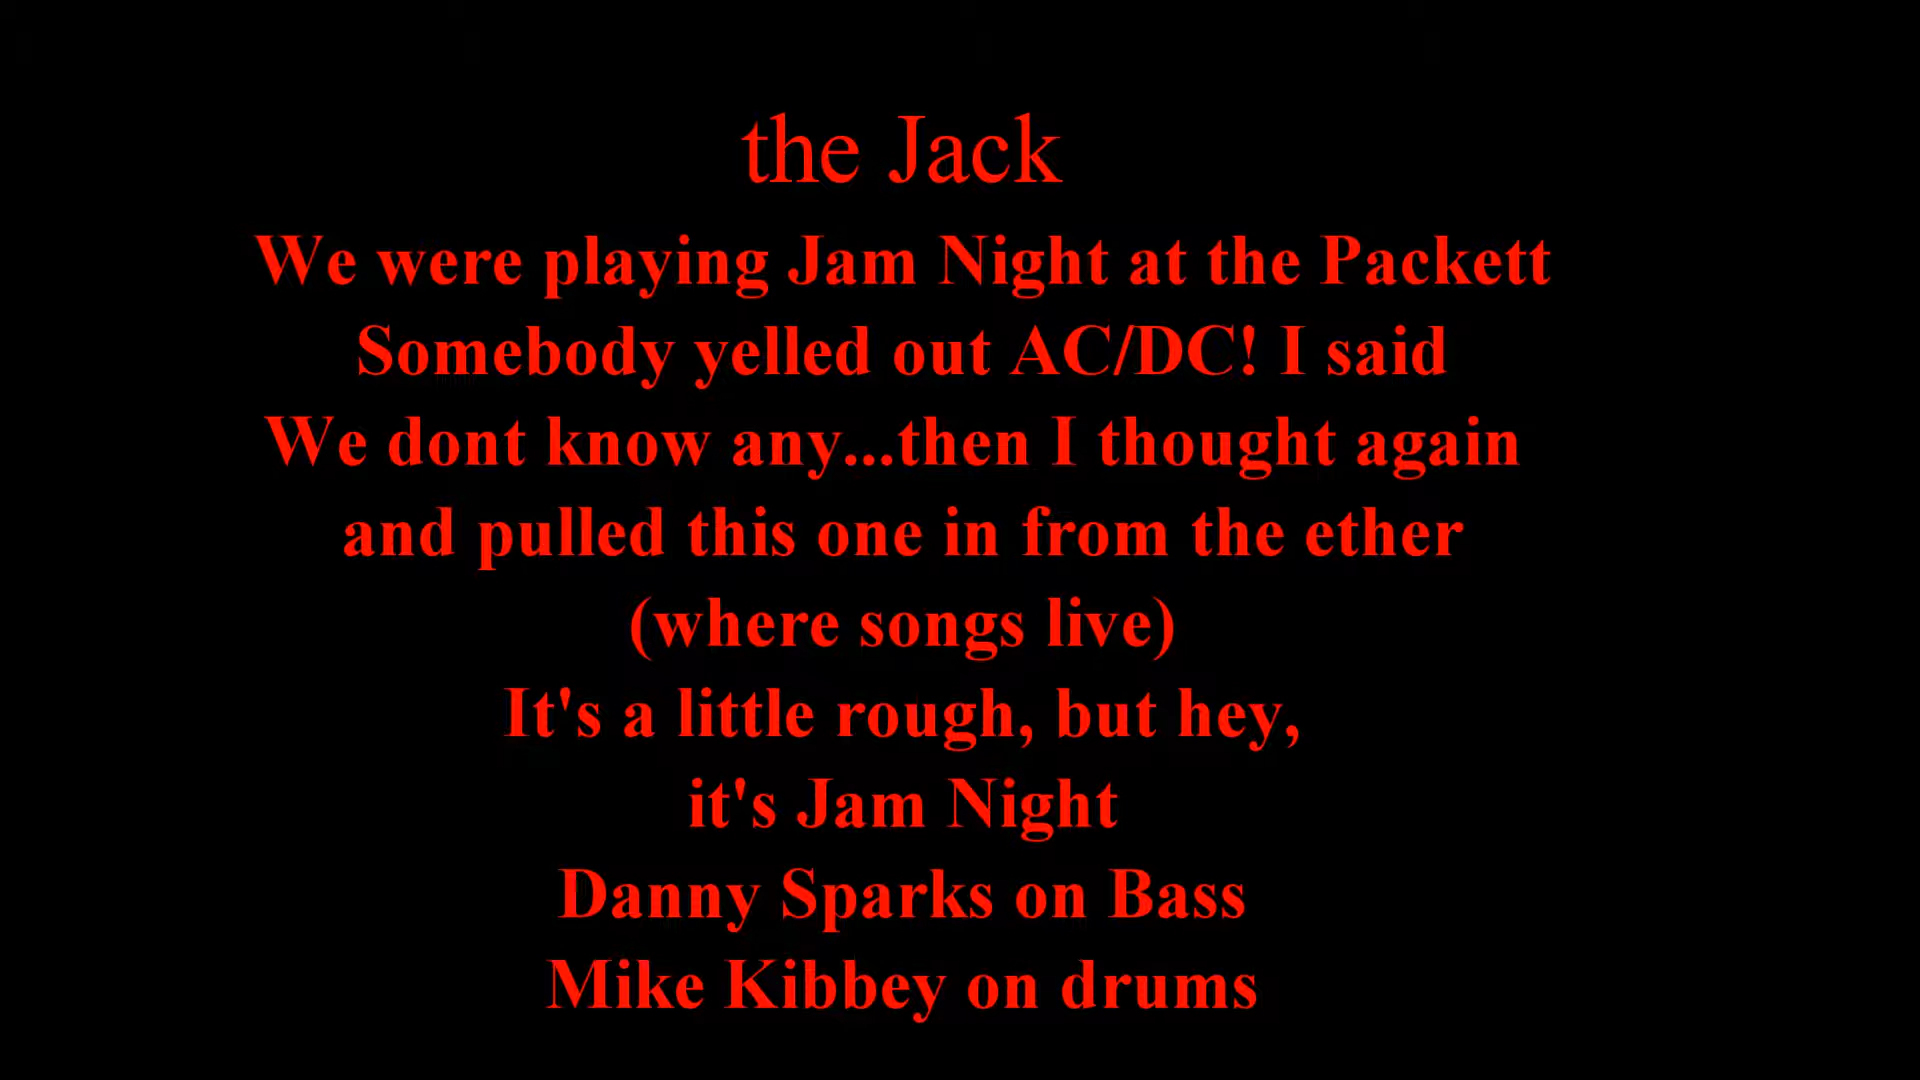 the Jack
We were playing Jam Night at the Packett
Somebody yelled out AC/DC! I said
We dont know any...then I thought again
and pulled this one in from the ether
(where songs live)
It's a little rough, but hey,
it's Jam Night
Danny Sparks on Bass
Mike Kibbey on drums